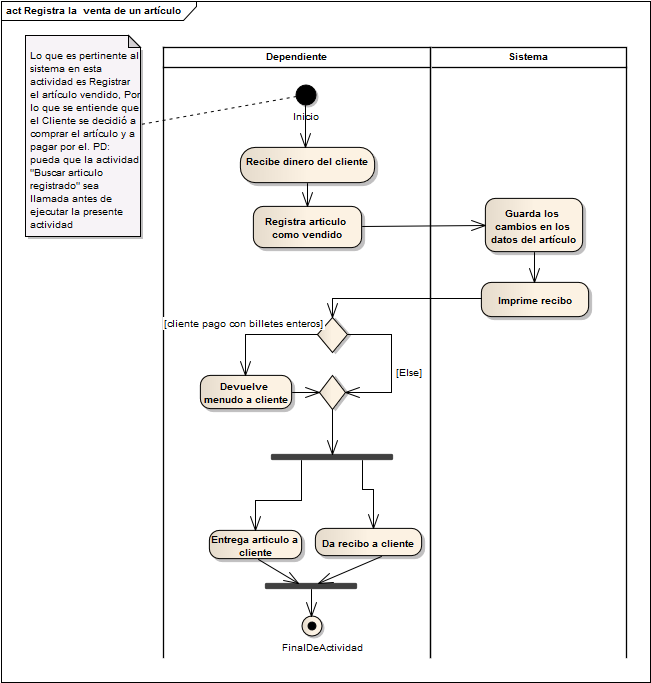 act Registra la venta de un artículo
Lo que es pertinente al
sistema en esta
actividad es Registrar
el artículo vendido, Por
lo que se entiende que
el Cliente se decidió a
comprar el artículo y a
pagar por el. PD:
pueda que la actividad
"Buscar articulo
registrado" sea
llamada antes de
ejecutar la presente
actividad
Dependiente
Sistema
Inicio
Recibe dinero del cliente
Registra articulo
como vendido
Guarda los
cambios en los
datos del artículo
Imprime recibo
[cliente pago con billetes enteros]
[Else]
Devuelve
menudo a cliente
Entrega articulo a
cliente
Da recibo a cliente
FinalDeActividad